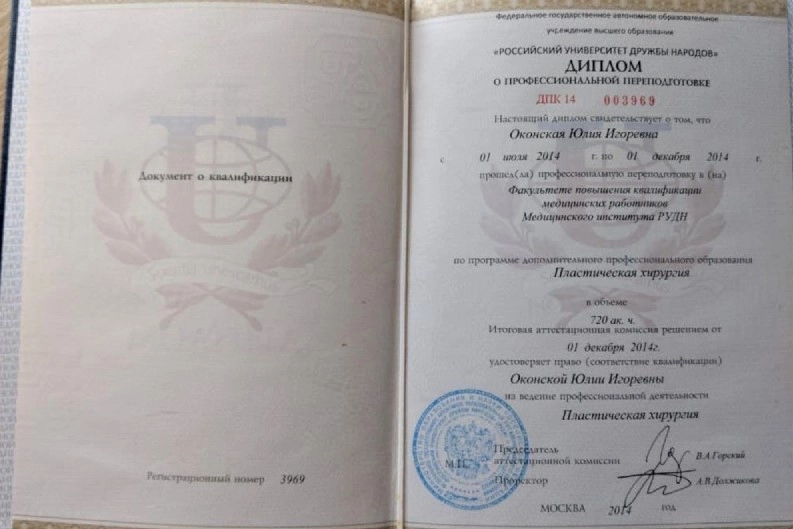 Документ о квалификации
Регистрационный номер 3969
Федеральное государственное автономное образовательное
учреждение высшего образования
«РОССИЙСКИЙ УНИВЕРСИТЕТ ДРУЖБЫ НАРОДОВ»
ДИПЛОМ
О ПРОФЕССИОНАЛЬНОЙ ПЕРЕПОДГОТОВКЕ
ДПК 14 003969
Настоящий диплом свидетельствует о том, что
Оконская Юлия Игоревна
с 01 июля 2014 г. по 01 декабря 2014 г.
прошел(ла) профессиональную переподготовку в (на)
Факультете повышения квалификации
медицинских работников
Медицинского института РУДН
по программе дополнительного профессионального образования
Пластическая хирургия
в объеме
720 ак. ч.
Итоговая аттестационная комиссия решением от
01 декабря 2014г.
удостоверяет право (соответствие квалификации)
Оконской Юлии Игоревны
на ведение профессиональной деятельности
Пластическая хирургия
Председатель
аттестационной комиссии В.А.Горский
М.П.
Проректор А.В.Должикова
МОСКВА 2014 год